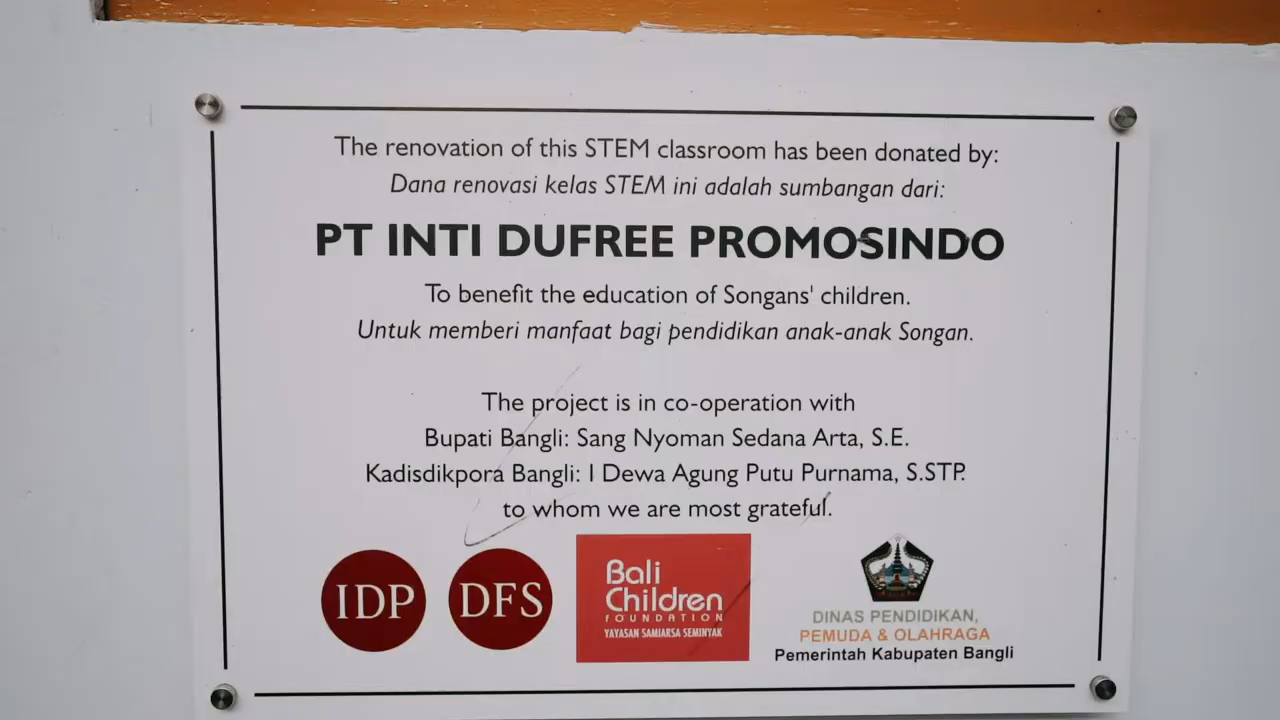 The renovation of this STEM classroom has been donated by:
Dana renovasi kelas STEM ini adalah sumbangan dari:
PT INTI DUFREE PROMOSINDO
To benefit the education of Songans' children.
Untuk memberi manfaat bagi pendidikan anak-anak Songan.
The project is in co-operation with
Bupati Bangli: Sang Nyoman Sedana Arta, S.E.
Kadisdikpora Bangli: I Dewa Agung Putu Purnama, S.STP.
to whom we are most grateful.
IDP
DFS
Bali
Children
FOUNDATION
YAYASAN SAMIARSA SEMINYAK
DINAS PENDIDIKAN,
PEMUDA & OLAHRAGA
Pemerintah Kabupaten Bangli